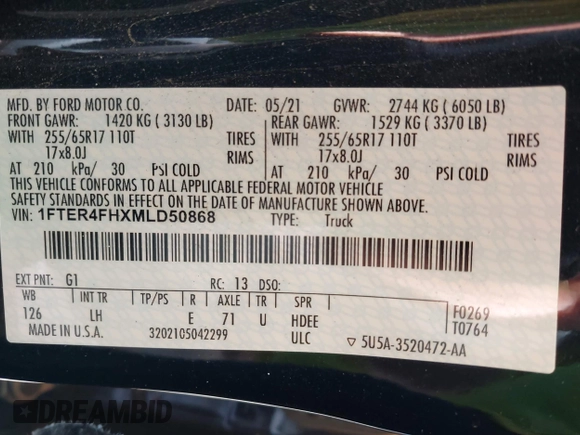 MFD. BY FORD MOTOR CO. DATE: 05/21 GVWR: 2744 KG ( 6050 LB)
FRONT GAWR: 1420 KG ( 3130 LB) REAR GAWR: 1529 KG ( 3370 LB)
WITH 255/65R17 110T TIRES WITH 255/65R17 110T TIRES
17x8.0J RIMS 17x8.0J RIMS
AT 210 kPa/ 30 PSI COLD AT 210 kPa/ 30 PSI COLD
THIS VEHICLE CONFORMS TO ALL APPLICABLE FEDERAL MOTOR VEHICLE
SAFETY STANDARDS IN EFFECT ON THE DATE OF MANUFACTURE SHOWN ABOVE.
VIN: 1FTER4FHXMLD50868 TYPE: Truck
EXT PNT: G1 RC: 13 DSO:
WB INT TR TP/PS R AXLE TR SPR F0269
126 LH E 71 U HDEE T0764
MADE IN U.S.A. 3202105042299 ULC ▽ 5U5A-3520472-AA
DREAMBID